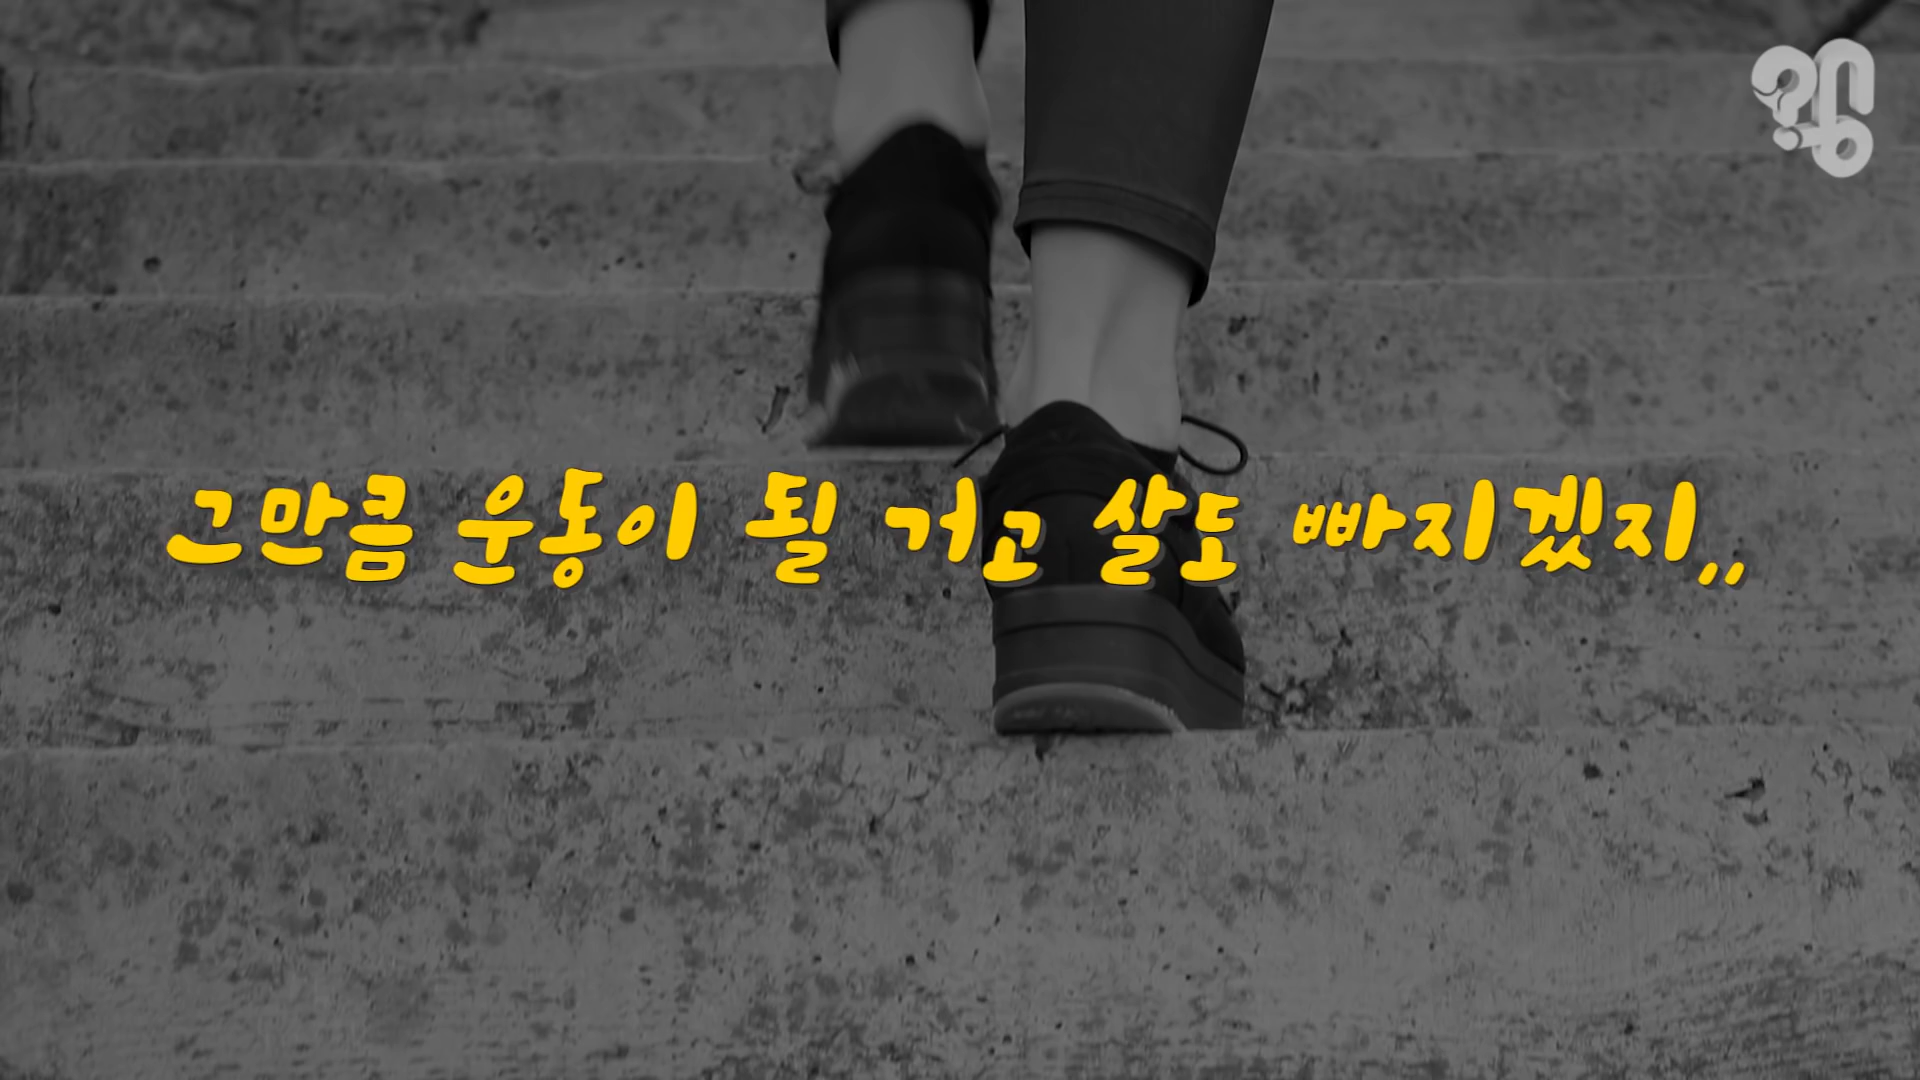 그만큼 운동이 될 거고 살도 빠지겠지..